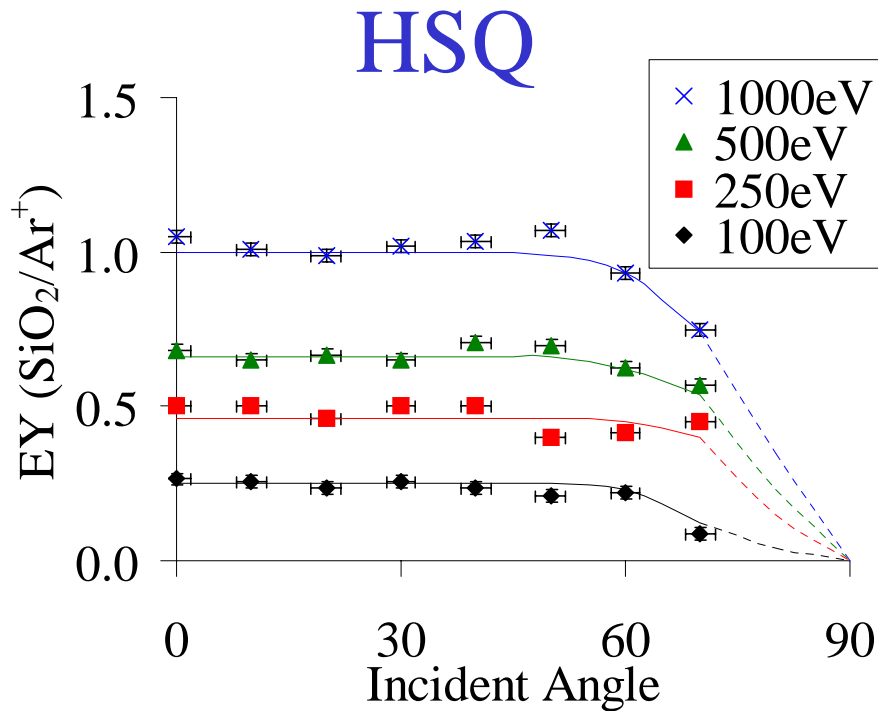 HSQ
1000eV
500eV
250eV
100eV
EY (SiO₂/Ar⁺)
1.5
1.0
0.5
0.0
0 30 60 90
Incident Angle